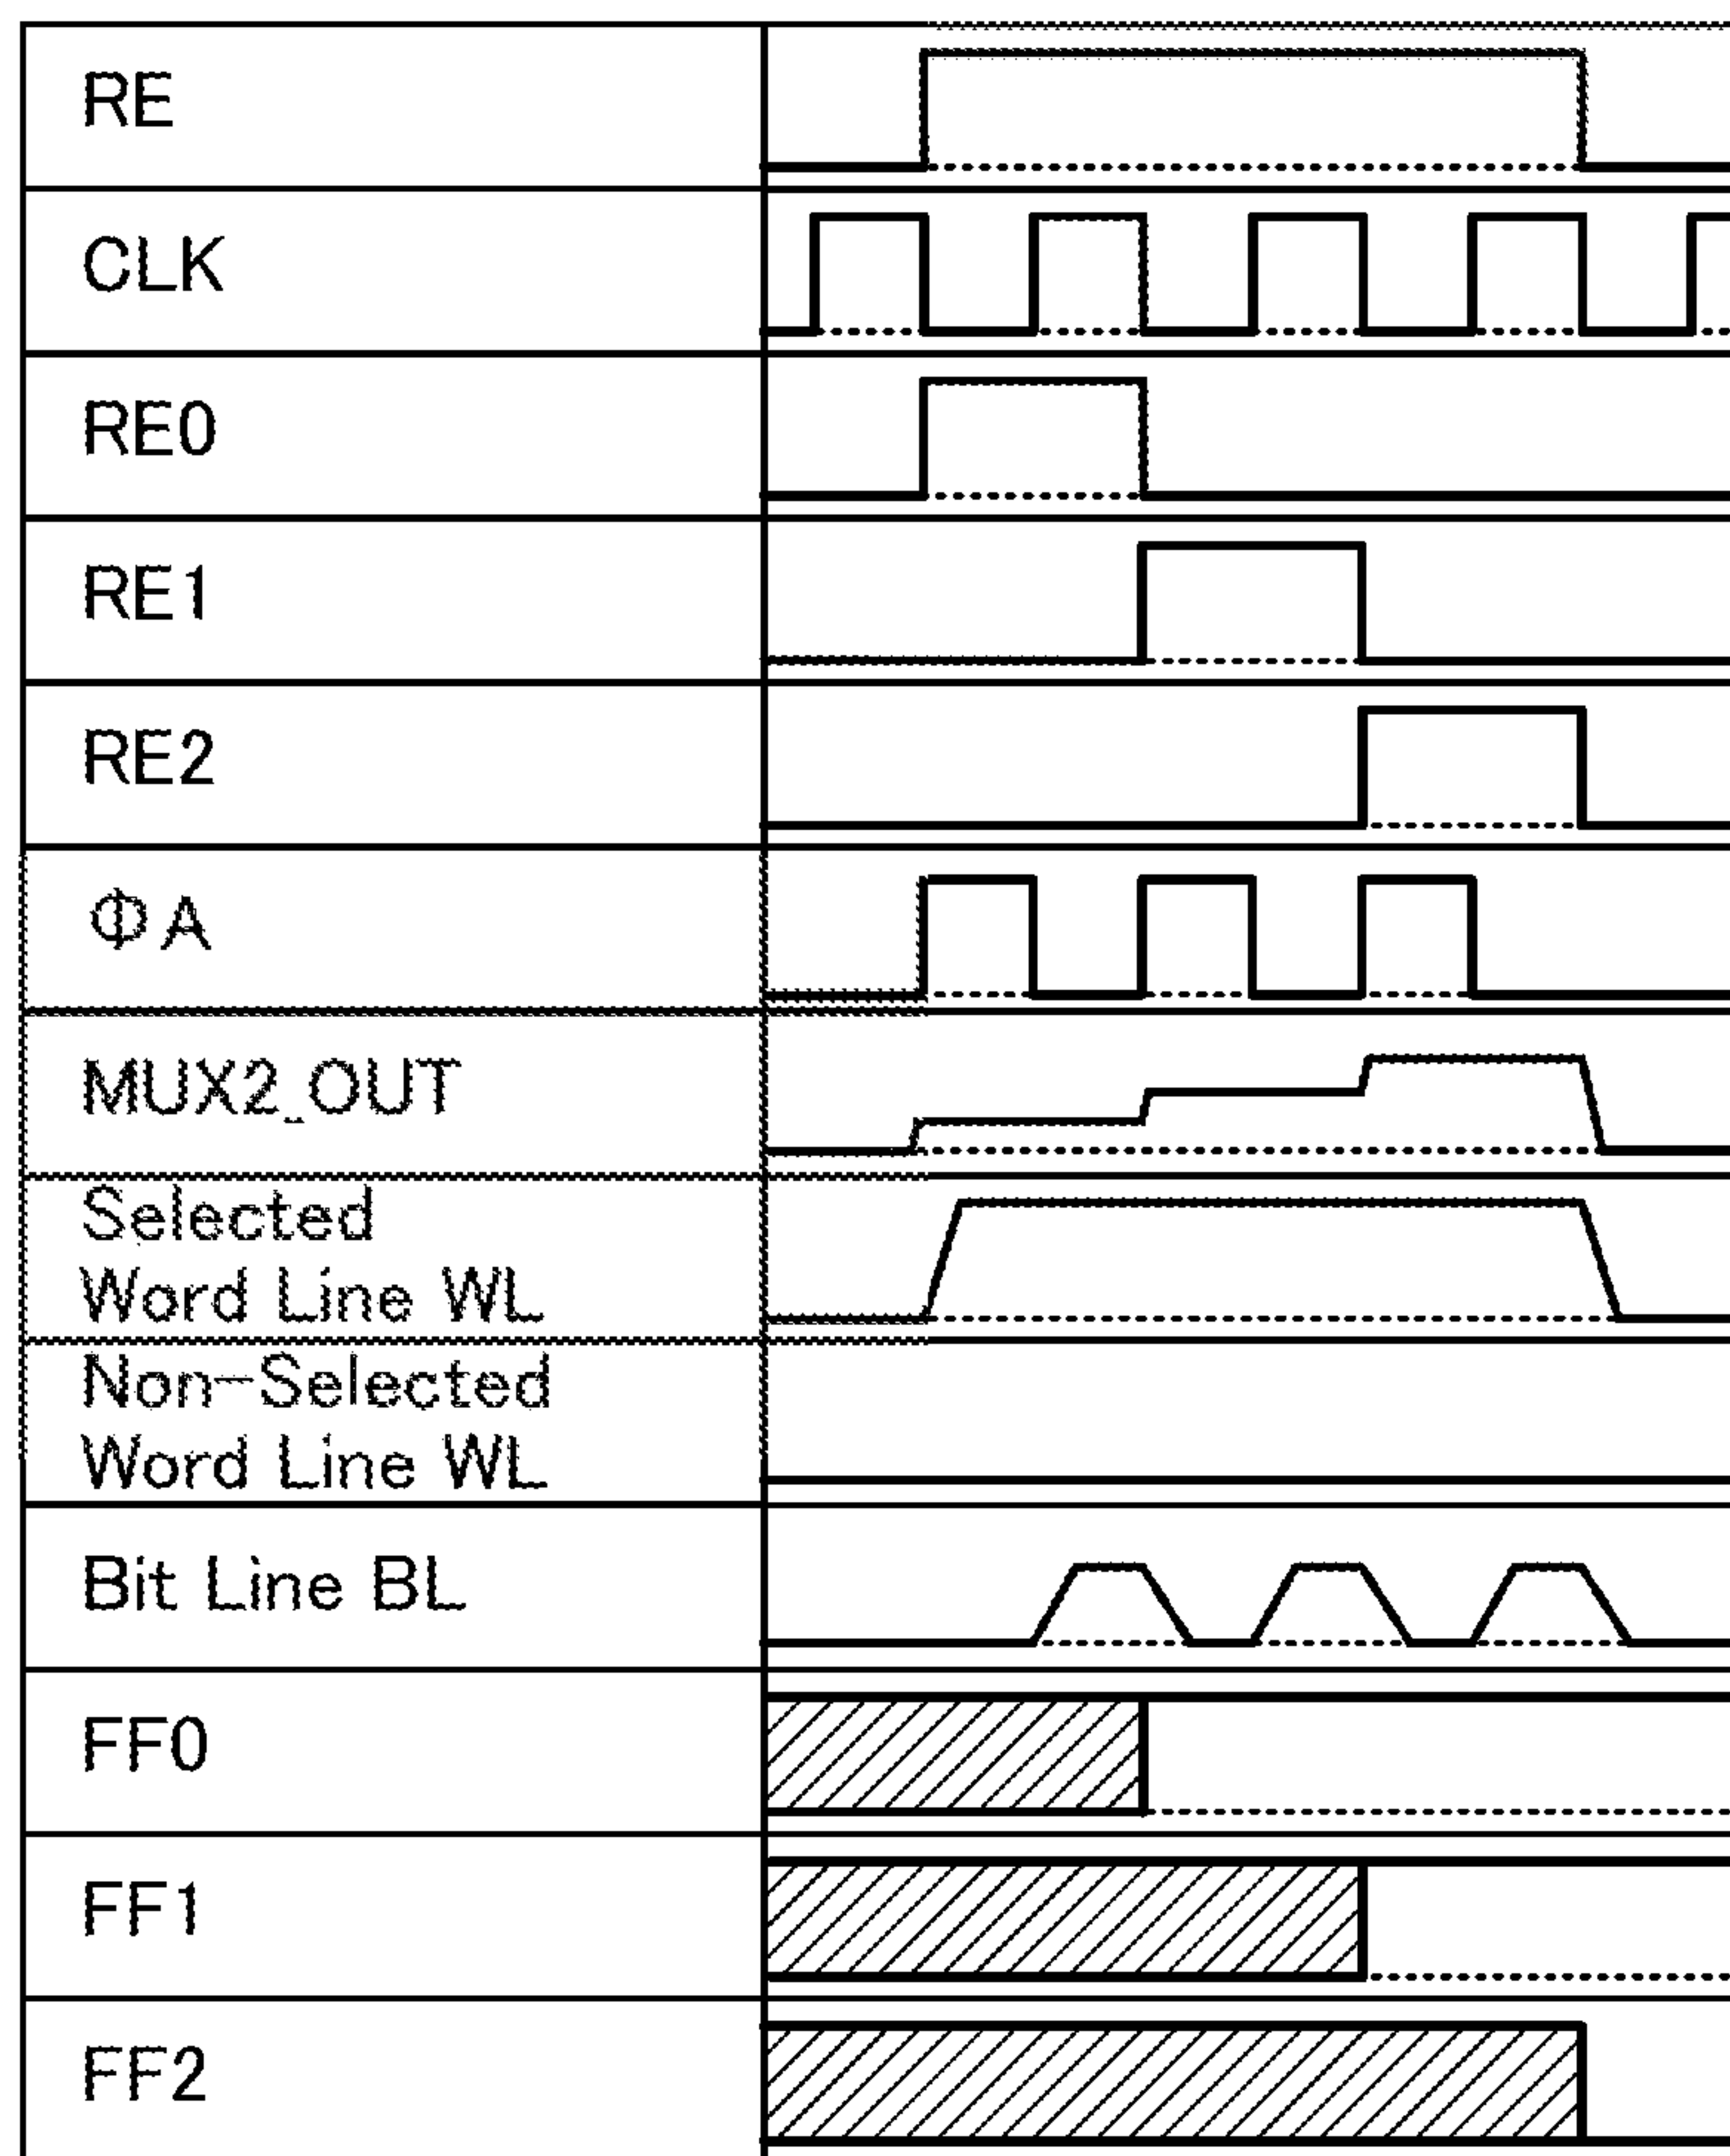 RE
CLK
RE0
RE1
RE2
ΦA
MUX2_OUT
Selected
Word Line WL
Non-Selected
Word Line WL
Bit Line BL
FF0
FF1
FF2